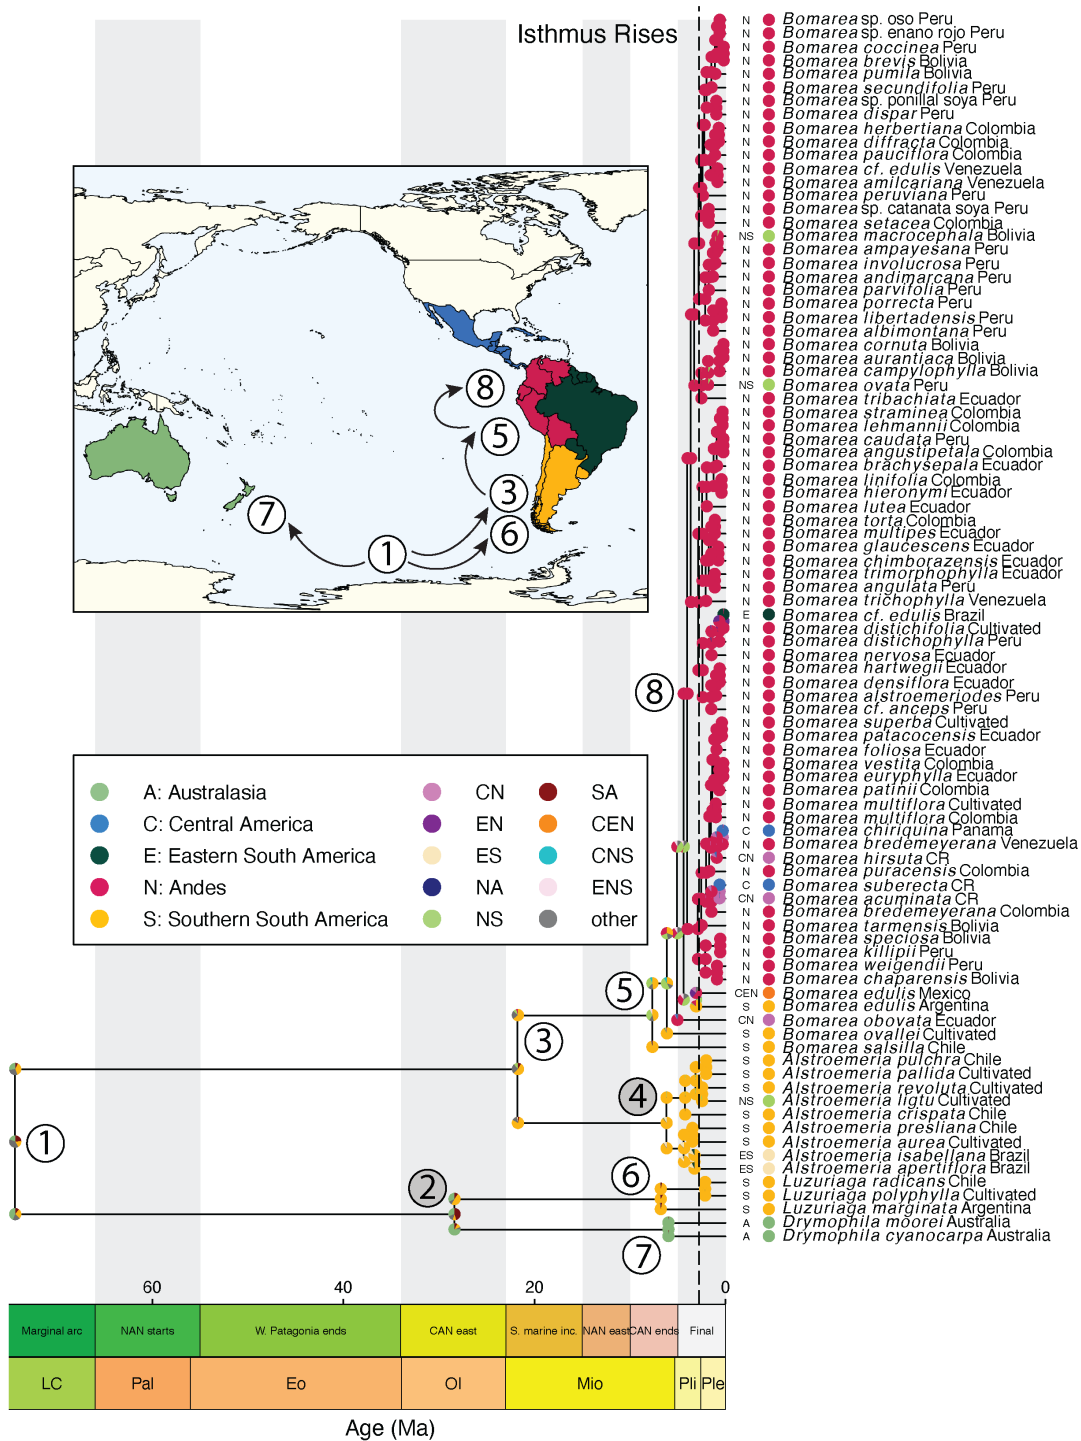 Isthmus Rises
N Bomarea sp. oso Peru
N Bomarea sp. enano rojo Peru
N Bomarea coccinea Peru
N Bomarea brevis Bolivia
N Bomarea pumila Bolivia
N Bomarea secundifolia Peru
N Bomarea sp. ponillal soya Peru
N Bomarea dispar Peru
N Bomarea herbertiana Colombia
N Bomarea diffracta Colombia
N Bomarea pauciflora Colombia
N Bomarea cf. edulis Venezuela
N Bomarea amilcariana Venezuela
N Bomarea peruviana Peru
N Bomarea sp. catanata soya Peru
N Bomarea setacea Colombia
NS Bomarea macrocephala Bolivia
N Bomarea ampayesana Peru
N Bomarea involucrosa Peru
N Bomarea andimarcana Peru
N Bomarea parvifolia Peru
N Bomarea porrecta Peru
N Bomarea libertadensis Peru
N Bomarea albimontana Peru
N Bomarea cornuta Bolivia
N Bomarea aurantiaca Bolivia
N Bomarea campylophylla Bolivia
NS Bomarea ovata Peru
N Bomarea tribachiata Ecuador
N Bomarea straminea Colombia
N Bomarea lehmannii Colombia
N Bomarea caudata Peru
N Bomarea angustipetala Colombia
N Bomarea brachysepala Ecuador
N Bomarea linifolia Colombia
N Bomarea hieronymi Ecuador
N Bomarea lutea Ecuador
N Bomarea torta Colombia
N Bomarea multipes Ecuador
N Bomarea glaucescens Ecuador
N Bomarea chimborazensis Ecuador
N Bomarea trimorphophylla Ecuador
N Bomarea angulata Peru
N Bomarea trichophylla Venezuela
E Bomarea cf. edulis Brazil
N Bomarea distichifolia Cultivated
N Bomarea distichophylla Peru
N Bomarea nervosa Ecuador
N Bomarea hartwegii Ecuador
N Bomarea densiflora Ecuador
N Bomarea alstroemeriodes Peru
N Bomarea cf. anceps Peru
N Bomarea superba Cultivated
N Bomarea patacocensis Ecuador
N Bomarea foliosa Ecuador
N Bomarea vestita Colombia
N Bomarea euryphylla Ecuador
N Bomarea patinii Colombia
N Bomarea multiflora Cultivated
N Bomarea multiflora Colombia
C Bomarea chiriquina Panama
N Bomarea bredemeyerana Venezuela
CN Bomarea hirsuta CR
N Bomarea puracensis Colombia
C Bomarea suberecta CR
CN Bomarea acuminata CR
N Bomarea bredemeyerana Colombia
N Bomarea tarmensis Bolivia
N Bomarea speciosa Bolivia
N Bomarea killipii Peru
N Bomarea weigendii Peru
N Bomarea chaparensis Bolivia
CEN Bomarea edulis Mexico
S Bomarea edulis Argentina
CN Bomarea obovata Ecuador
S Bomarea ovallei Cultivated
S Bomarea salsilla Chile
S Alstroemeria pulchra Chile
S Alstroemeria pallida Cultivated
S Alstroemeria revoluta Cultivated
NS Alstroemeria ligtu Cultivated
S Alstroemeria crispata Chile
S Alstroemeria presliana Chile
S Alstroemeria aurea Cultivated
ES Alstroemeria isabellana Brazil
ES Alstroemeria apertiflora Brazil
S Luzuriaga radicans Chile
S Luzuriaga polyphylla Cultivated
S Luzuriaga marginata Argentina
A Drymophila moorei Australia
A Drymophila cyanocarpa Australia
8
5
3
7
6
1
8
A: Australasia CN SA
C: Central America EN CEN
E: Eastern South America ES CNS
N: Andes NA ENS
S: Southern South America NS other
5
3
4
1
2
6
7
60 40 20 0
Marginal arc NAN starts W. Patagonia ends CAN east S. marine inc. NAN east CAN ends Final
LC Pal Eo Ol Mio Pli Ple
Age (Ma)